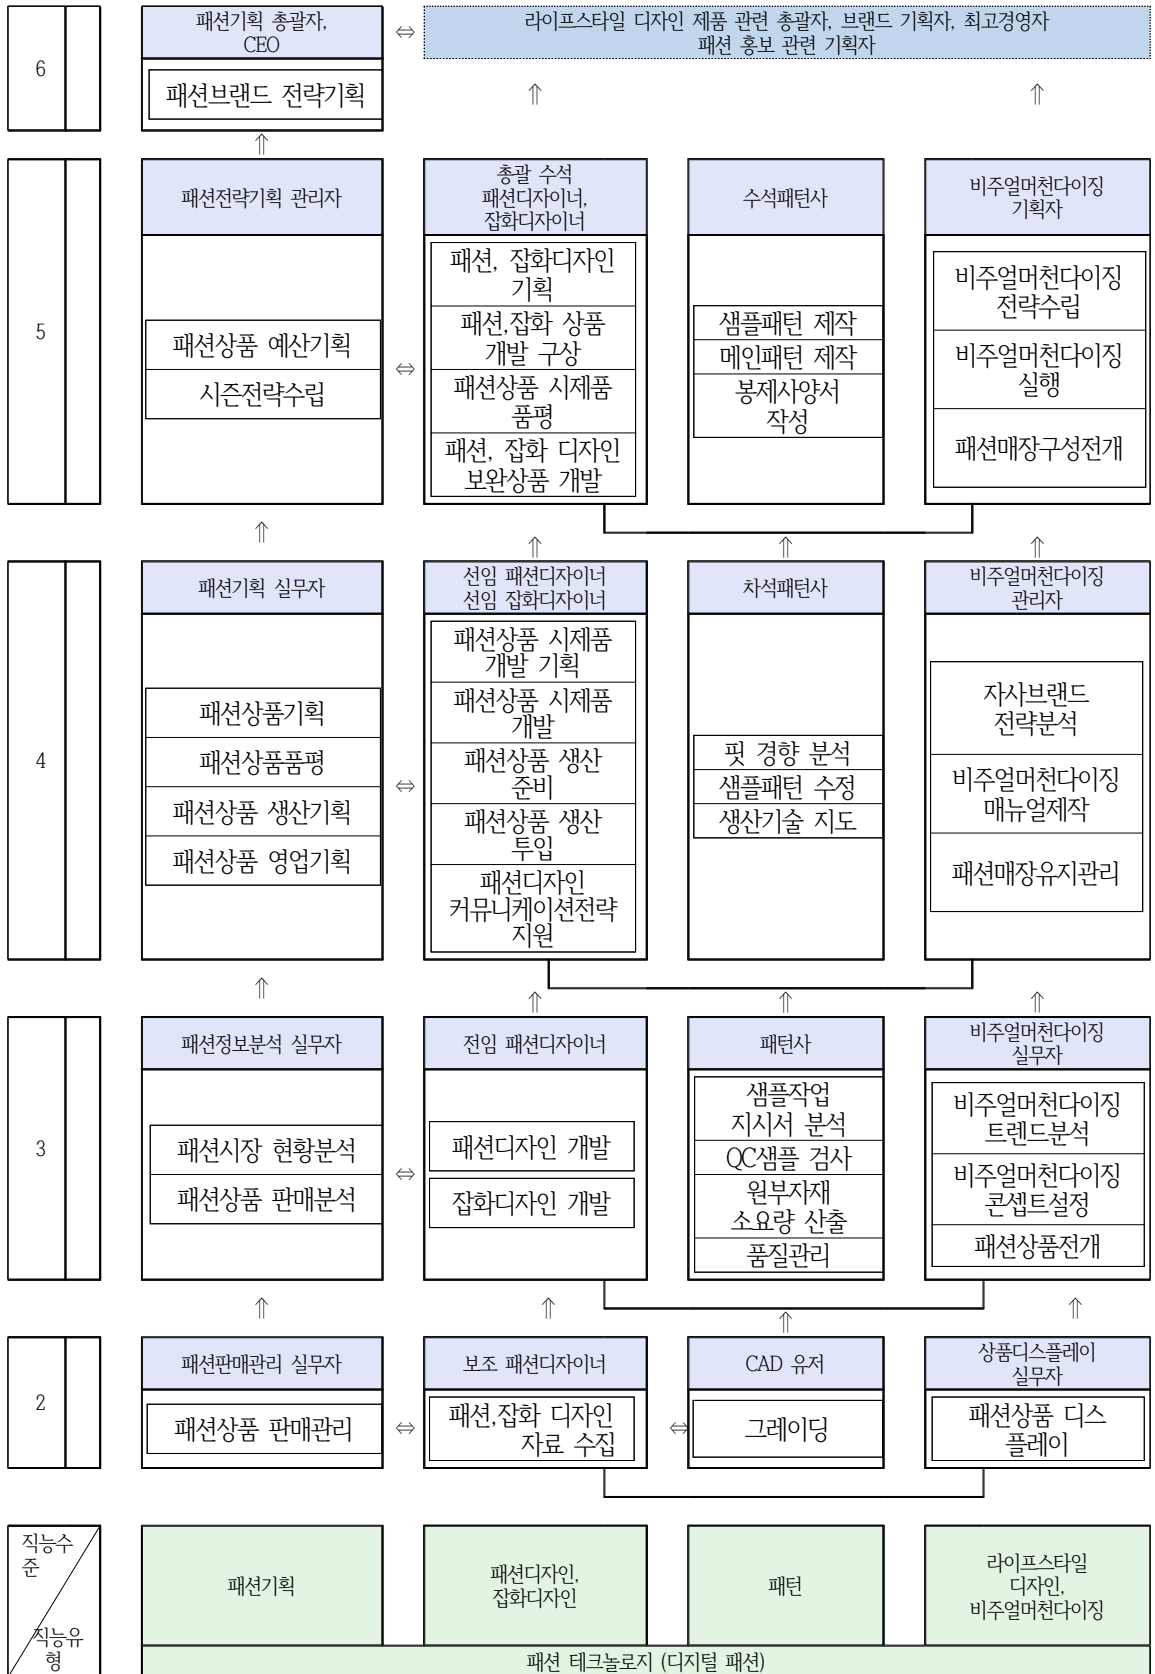 패션기획 총괄자,
CEO
⇔
라이프스타일 디자인 제품 관련 총괄자, 브랜드 기획자, 최고경영자
패션 홍보 관련 기획자
6
패션브랜드 전략기획
⇑ ⇑
⇑
5
패션전략기획 관리자
패션상품 예산기획
시즌전략수립
⇔
총괄 수석
패션디자이너,
잡화디자이너
패션, 잡화디자인
기획
패션,잡화 상품
개발 구상
패션상품 시제품
품평
패션, 잡화 디자인
보완상품 개발
수석패턴사
샘플패턴 제작
메인패턴 제작
봉제사양서
작성
비주얼머천다이징
기획자
비주얼머천다이징
전략수립
비주얼머천다이징
실행
패션매장구성전개
⇑ ⇑ ⇑ ⇑
4
패션기획 실무자
패션상품기획
패션상품품평
패션상품 생산기획
패션상품 영업기획
⇔
선임 패션디자이너
선임 잡화디자이너
패션상품 시제품
개발 기획
패션상품 시제품
개발
패션상품 생산
준비
패션상품 생산
투입
패션디자인
커뮤니케이션전략
지원
차석패턴사
핏 경향 분석
샘플패턴 수정
생산기술 지도
비주얼머천다이징
관리자
자사브랜드
전략분석
비주얼머천다이징
매뉴얼제작
패션매장유지관리
⇑ ⇑ ⇑ ⇑
3
패션정보분석 실무자
패션시장 현황분석
패션상품 판매분석
⇔
전임 패션디자이너
패션디자인 개발
잡화디자인 개발
패턴사
샘플작업
지시서 분석
QC샘플 검사
원부자재
소요량 산출
품질관리
비주얼머천다이징
실무자
비주얼머천다이징
트렌드분석
비주얼머천다이징
콘셉트설정
패션상품전개
⇑ ⇑ ⇑ ⇑
2
패션판매관리 실무자
패션상품 판매관리
⇔
보조 패션디자이너
패션,잡화 디자인
자료 수집
⇔
CAD 유저
그레이딩
상품디스플레이
실무자
패션상품 디스
플레이
직능수
준
직능유
형
패션기획
패션디자인,
잡화디자인
패턴
라이프스타일
디자인,
비주얼머천다이징
패션 테크놀로지 (디지털 패션)